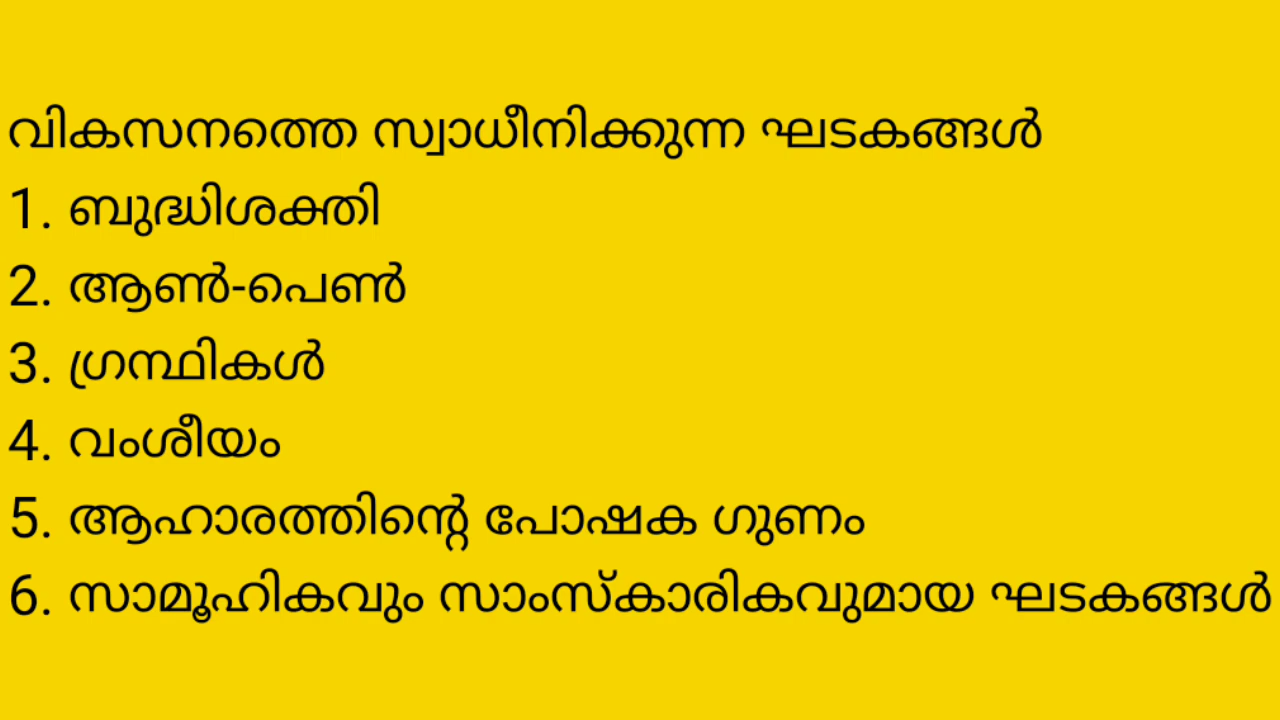 വികസനത്തെ സ്വാധീനിക്കുന്ന ഘടകങ്ങൾ
1. ബുദ്ധിശക്തി
2. ആൺ-പെൺ
3. ഗ്രന്ഥികൾ
4. വംശീയം
5. ആഹാരത്തിന്റെ പോഷക ഗുണം
6. സാമൂഹികവും സാംസ്കാരികവുമായ ഘടകങ്ങൾ